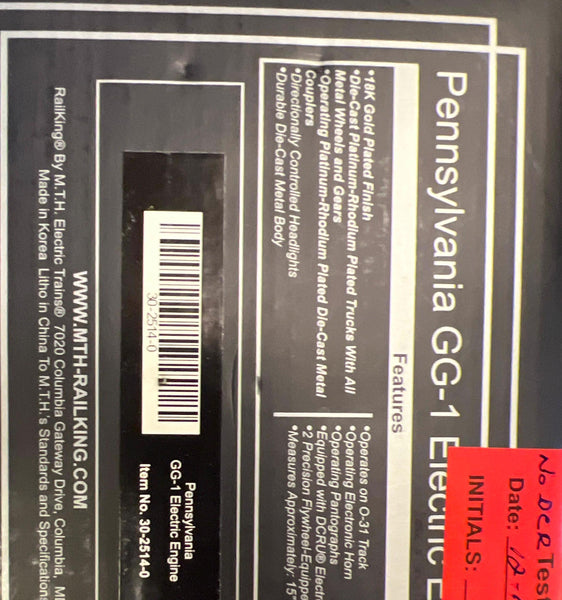 Pennsylvania GG-1 Electric E
Features
•18K Gold Plated Finish
•Die-Cast Platinum-Rhodium Plated Trucks With All
Metal Wheels and Gears
•Operating Platinum-Rhodium Plated Die-Cast Metal
Couplers
•Directionally Controlled Headlights
•Durable Die-Cast Metal Body
•Operates on O-31 Track
•Operating Electronic Horn
•Operating Pantographs
•Equipped with DCRU® Electr
•2 Precision Flywheel-Equippe
•Measures Approximately: 15"
30-2514-0
Pennsylvania
GG-1 Electric Engine
Item No. 30-2514-0
WWW.MTH-RAILKING.COM
RailKing® By M.T.H. Electric Trains® 7020 Columbia Gateway Drive, Columbia, M
Made in Korea Litho in China To M.T.H.'s Standards and Specifications
No DCR Test
Date: 12-
INITIALS: